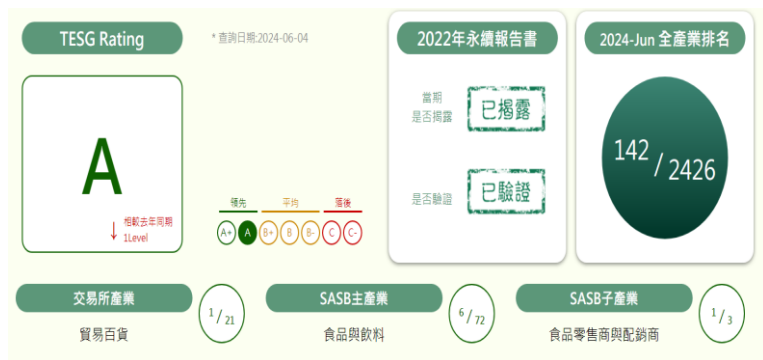 TESG Rating
* 查詢日期:2024-06-04
A
相較去年同期
↓ 1Level
領先 平均 落後
A+ A B+ B B- C C-
2022年永續報告書
當期
是否揭露
已揭露
是否驗證
已驗證
2024-Jun 全產業排名
142 / 2426
交易所產業
1 / 21
貿易百貨
SASB主產業
6 / 72
食品與飲料
SASB子產業
1 / 3
食品零售商與配銷商